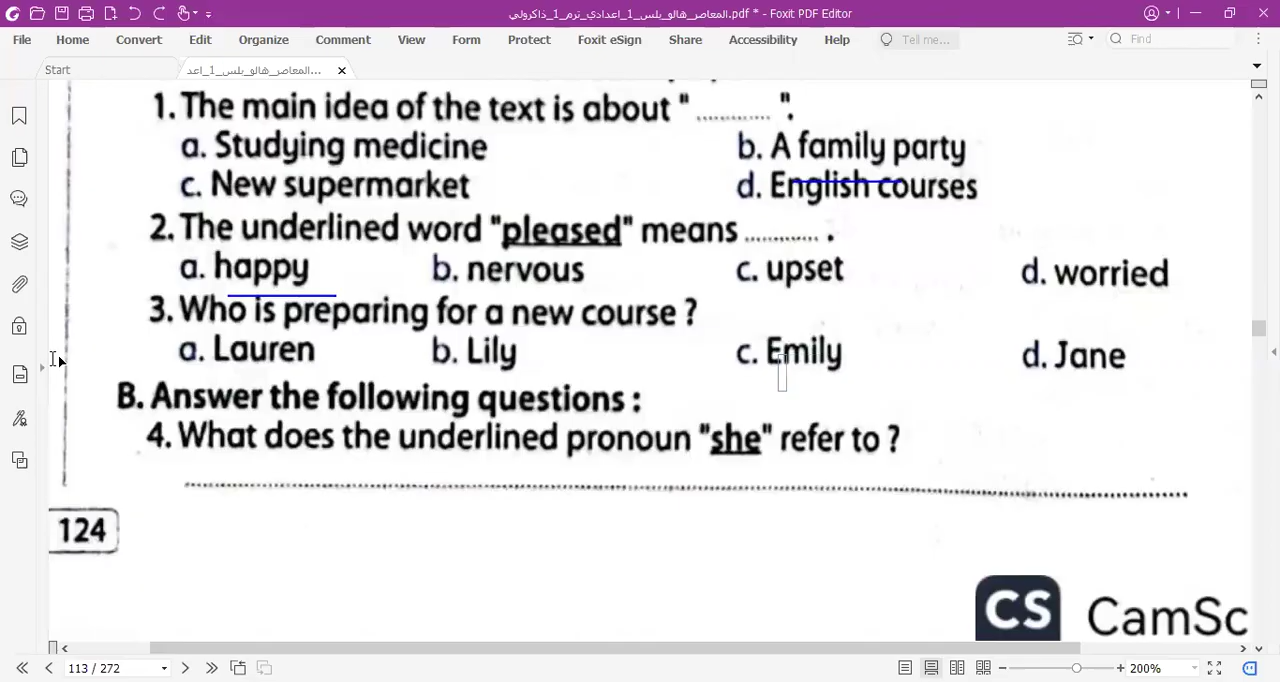 المعاصر_هالو_بلس_1_اعدادي_ترم_1_ذاكرولي.pdf * - Foxit PDF Editor
File Home Convert Edit Organize Comment View Form Protect Foxit eSign Share Accessibility Help Tell me... Find
Start المعاصر_هالو_بلس_1_اعد...
1. The main idea of the text is about " ............ ".
a. Studying medicine b. A family party
c. New supermarket d. English courses
2. The underlined word "pleased" means ............ .
a. happy b. nervous c. upset d. worried
3. Who is preparing for a new course ?
a. Lauren b. Lily c. Emily d. Jane
B. Answer the following questions :
4. What does the underlined pronoun "she" refer to ?
124
CS CamSc
113 / 272 200%